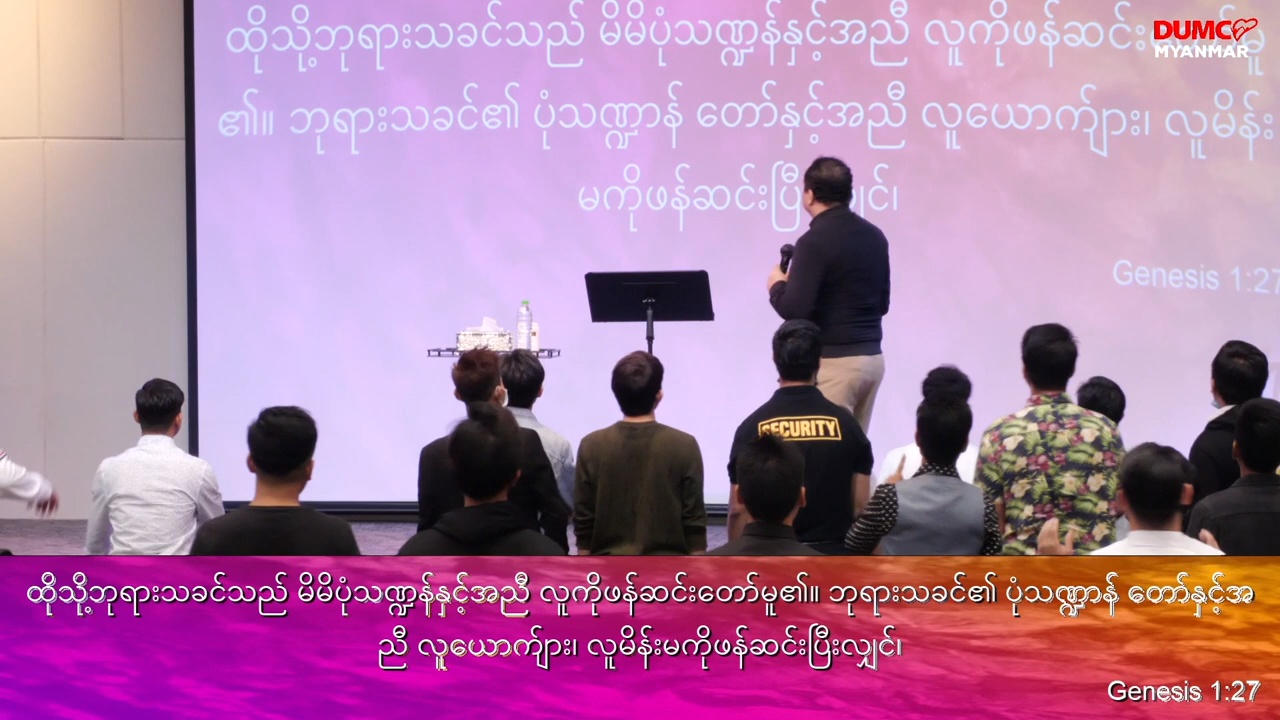 ထိုသို့ဘုရားသခင်သည် မိမိပုံသဏ္ဍန်နှင့်အညီ လူကိုဖန်ဆင်း
DUMC
MYANMAR
၏။ ဘုရားသခင်၏ ပုံသဏ္ဍာန် တော်နှင့်အညီ လူယောကျ်ား၊ လူမိန်း
မကိုဖန်ဆင်းပြီး
Genesis 1:27
SECURITY
ထိုသို့ဘုရားသခင်သည် မိမိပုံသဏ္ဍန်နှင့်အညီ လူကိုဖန်ဆင်းတော်မူ၏။ ဘုရားသခင်၏ ပုံသဏ္ဍာန် တော်နှင့်အ
ညီ လူယောကျ်ား၊ လူမိန်းမကိုဖန်ဆင်းပြီးလျှင်၊
Genesis 1:27